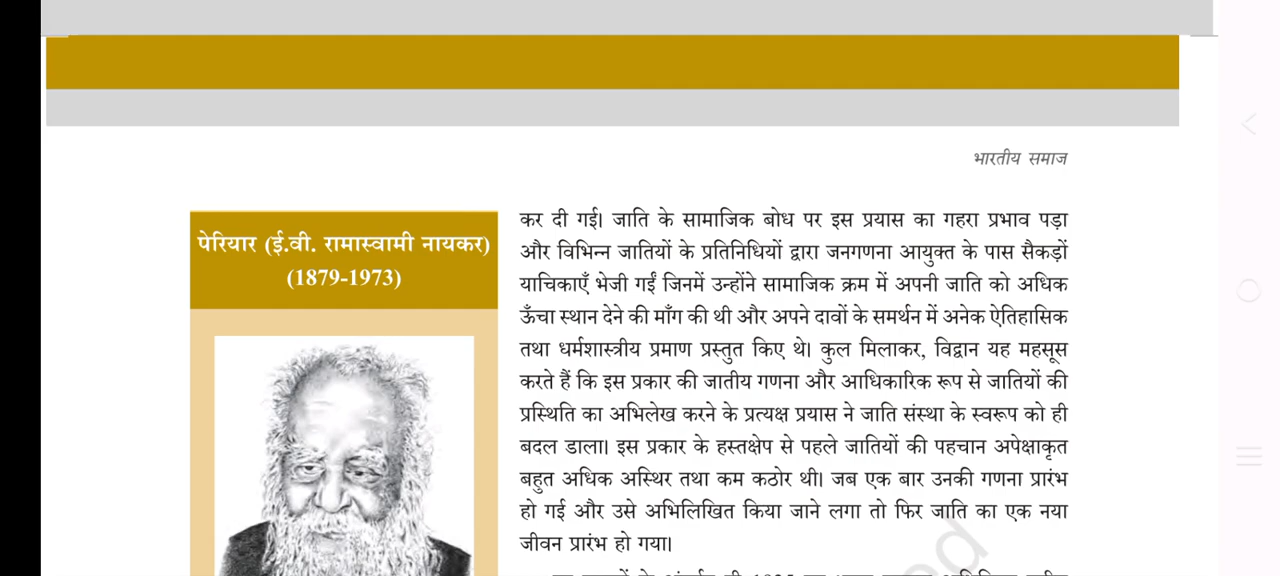 भारतीय समाज
पेरियार (ई.वी. रामास्वामी नायकर)
(1879-1973)
कर दी गई। जाति के सामाजिक बोध पर इस प्रयास का गहरा प्रभाव पड़ा
और विभिन्न जातियों के प्रतिनिधियों द्वारा जनगणना आयुक्त के पास सैकड़ों
याचिकाएँ भेजी गईं जिनमें उन्होंने सामाजिक क्रम में अपनी जाति को अधिक
ऊँचा स्थान देने की माँग की थी और अपने दावों के समर्थन में अनेक ऐतिहासिक
तथा धर्मशास्त्रीय प्रमाण प्रस्तुत किए थे। कुल मिलाकर, विद्वान यह महसूस
करते हैं कि इस प्रकार की जातीय गणना और आधिकारिक रूप से जातियों की
प्रस्थिति का अभिलेख करने के प्रत्यक्ष प्रयास ने जाति संस्था के स्वरूप को ही
बदल डाला। इस प्रकार के हस्तक्षेप से पहले जातियों की पहचान अपेक्षाकृत
बहुत अधिक अस्थिर तथा कम कठोर थी। जब एक बार उनकी गणना प्रारंभ
हो गई और उसे अभिलिखित किया जाने लगा तो फिर जाति का एक नया
जीवन प्रारंभ हो गया।